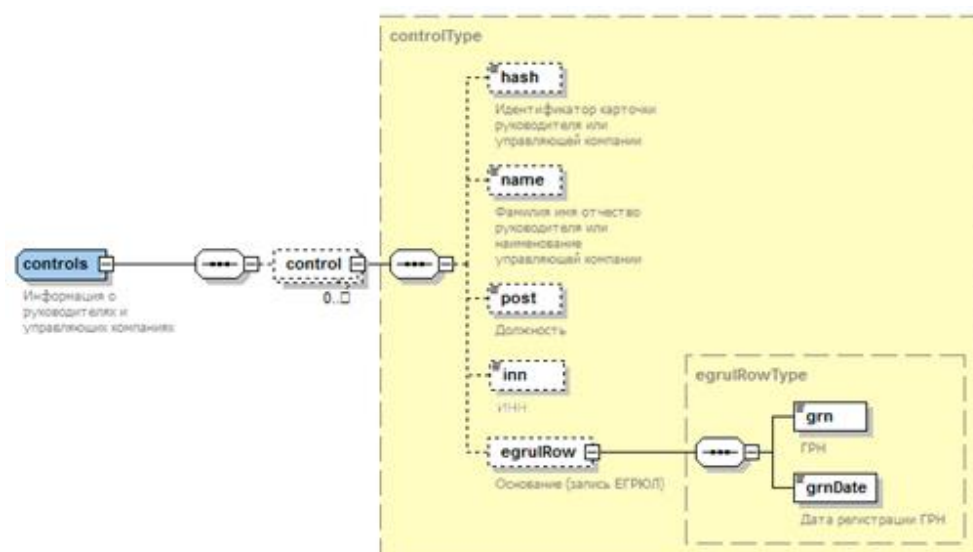 controlType
hash
Идентификатор карточки
руководителя или
управляющей компании
name
Фамилия имя отчество
руководителя или
наименование
управляющей компании
controls
Информация о
руководителях и
управляющих компаниях
control
0..□
post
Должность
inn
ИНН
egrulRow
Основание (запись ЕГРЮЛ)
egrulRowType
grn
ГРН
grnDate
Дата регистрации ГРН